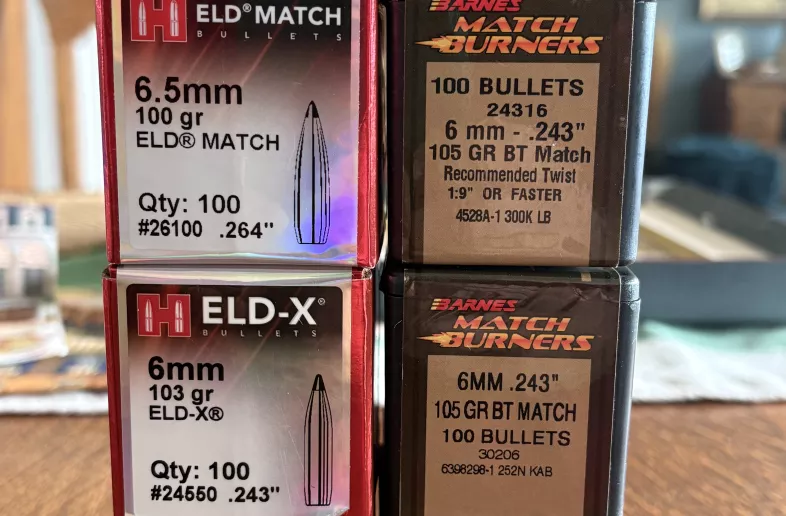 H ELD® MATCH
BULLETS
6.5mm
100 gr
ELD® MATCH
Qty: 100
#26100 .264"
BARNES
MATCH
BURNERS
100 BULLETS
24316
6 mm - .243"
105 GR BT Match
Recommended Twist
1:9" OR FASTER
4528A-1 300K LB
H ELD-X®
BULLETS
6mm
103 gr
ELD-X®
Qty: 100
#24550 .243"
BARNES
MATCH
BURNERS
6MM .243"
105 GR BT MATCH
100 BULLETS
30206
6398298-1 252N KAB